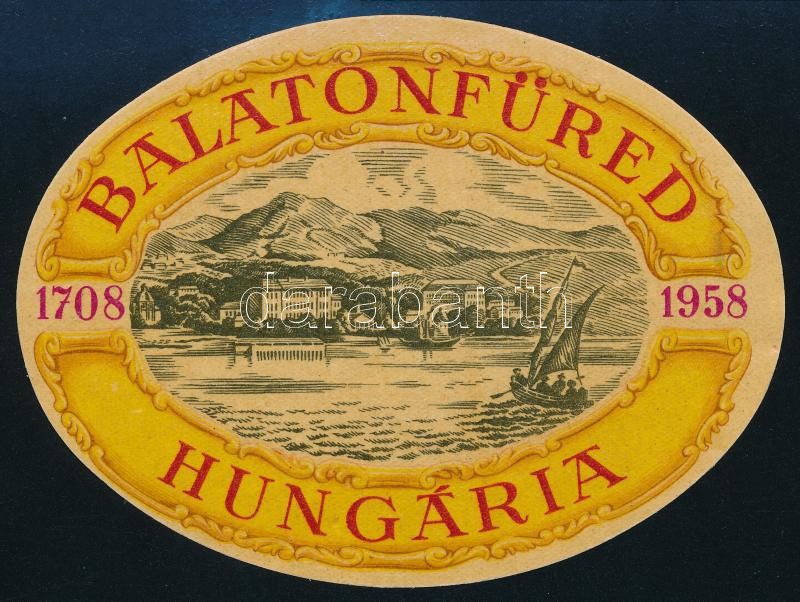 BALATONFÜRED
1708
1958
darabanth
HUNGÁRIA